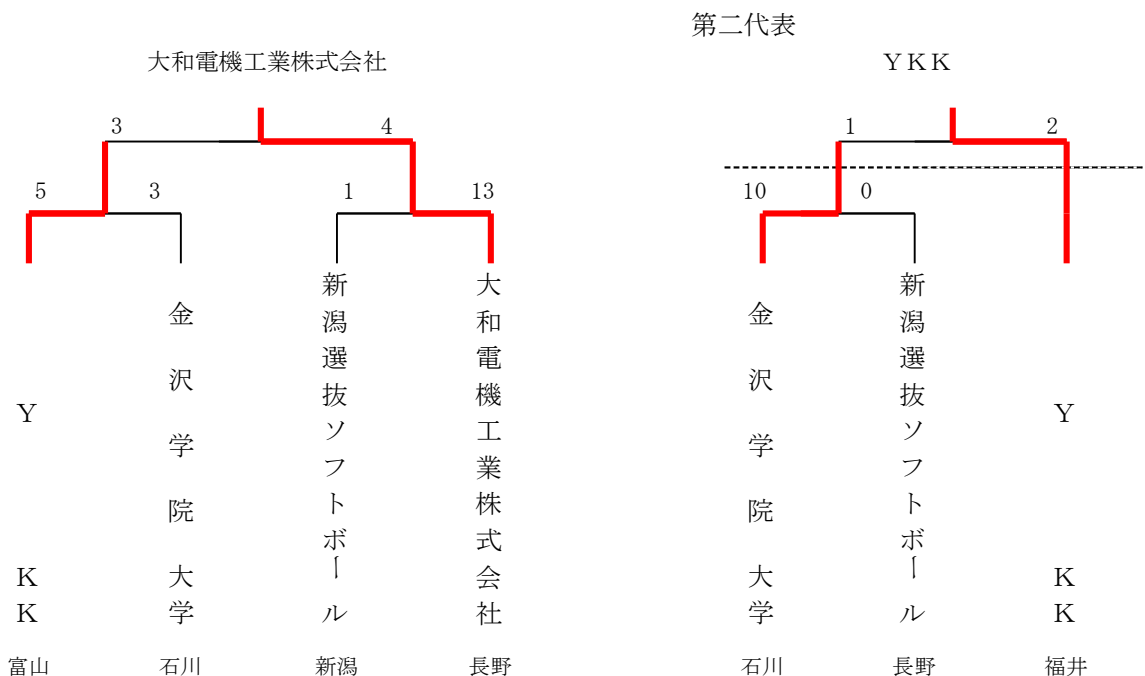 第二代表
大和電機工業株式会社
ＹＫＫ
3
4
1
2
5
3
1
13
10
0
ＹＫＫ
金沢学院大学
新潟選抜ソフトボール
大和電機工業株式会社
金沢学院大学
新潟選抜ソフトボール
ＹＫＫ
富山
石川
新潟
長野
石川
長野
福井